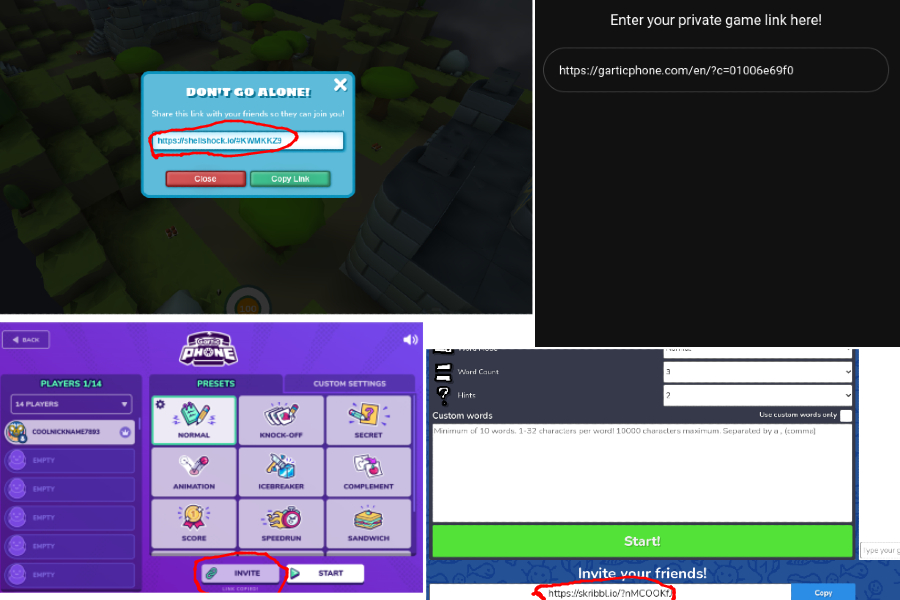 DON'T GO ALONE!
Share this link with your friends so they can join you!
https://shellshock.io/#KWMKKZ9
Close
Copy Link
100
Enter your private game link here!
https://garticphone.com/en/?c=01006e69f0
BACK
Gartic
PHONE
PLAYERS 1/14
14 PLAYERS
COOLNICKNAME7893
EMPTY
EMPTY
EMPTY
EMPTY
EMPTY
PRESETS
CUSTOM SETTINGS
NORMAL
KNOCK-OFF
SECRET
ANIMATION
ICEBREAKER
COMPLEMENT
SCORE
SPEEDRUN
SANDWICH
INVITE
START
LINK COPIED!
Word Mode
Normal
Word Count
3
Hints
2
Custom words
Use custom words only
Minimum of 10 words. 1-32 characters per word! 10000 characters maximum. Separated by a , (comma)
Start!
Type your g
Invite your friends!
Copy